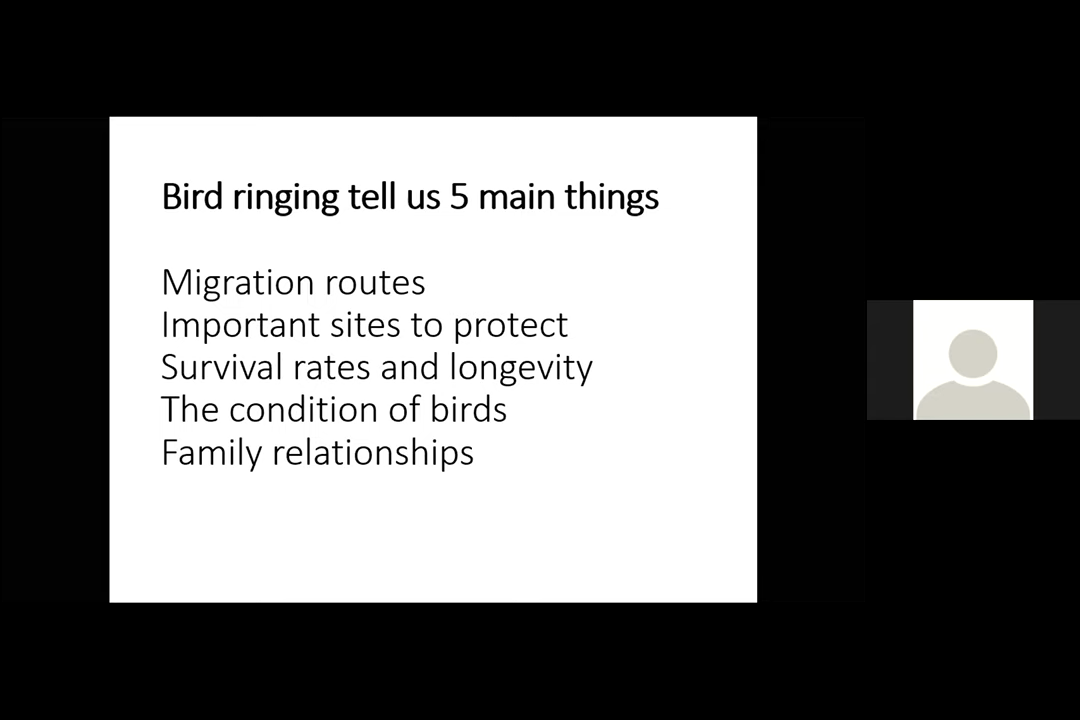 Bird ringing tell us 5 main things
Migration routes
Important sites to protect
Survival rates and longevity
The condition of birds
Family relationships